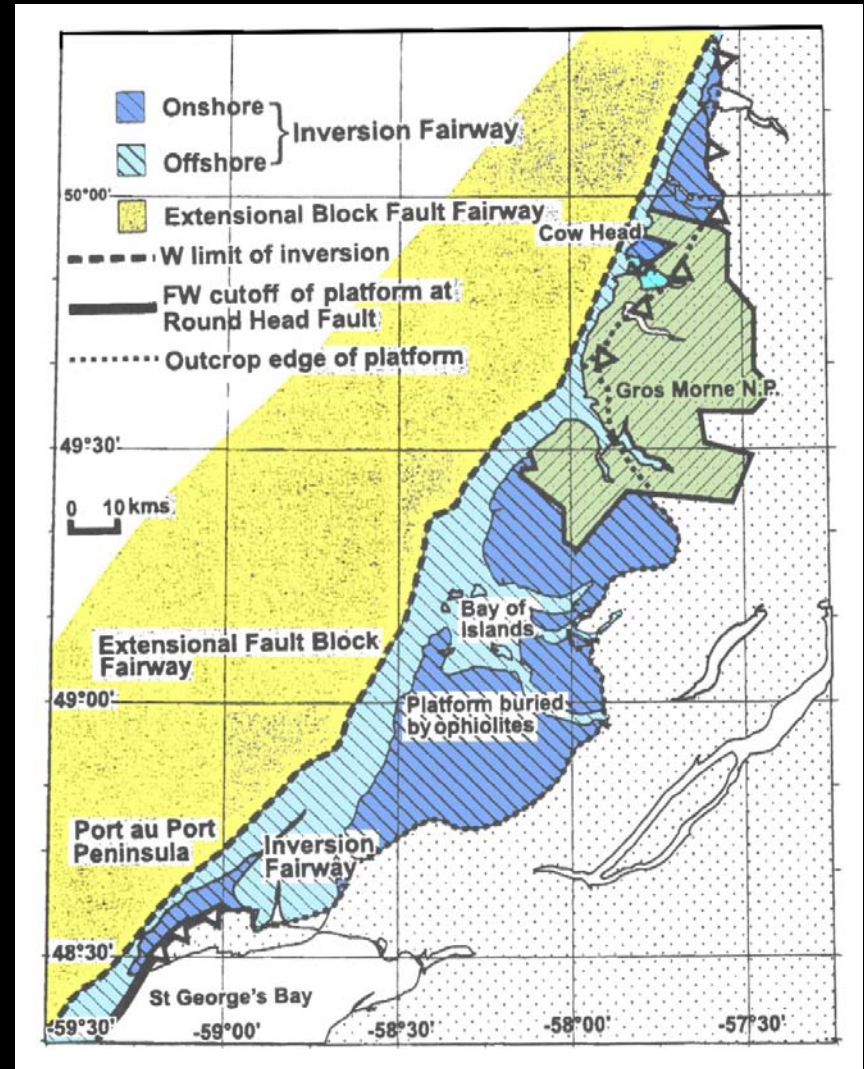 Onshore
Inversion Fairway
Offshore
50°00'
Extensional Block Fault Fairway
Cow Head
W limit of inversion
FW cutoff of platform at
Round Head Fault
Outcrop edge of platform
Gros Morne N.P.
49°30'
0 10 kms
Bay of
Islands
Extensional Fault Block
Fairway
49°00'
Platform buried
by ophiolites
Port au Port
Peninsula
Inversion
Fairway
48°30'
St George's Bay
-59°30' -59°00' -58°30' -58°00' -57°30'